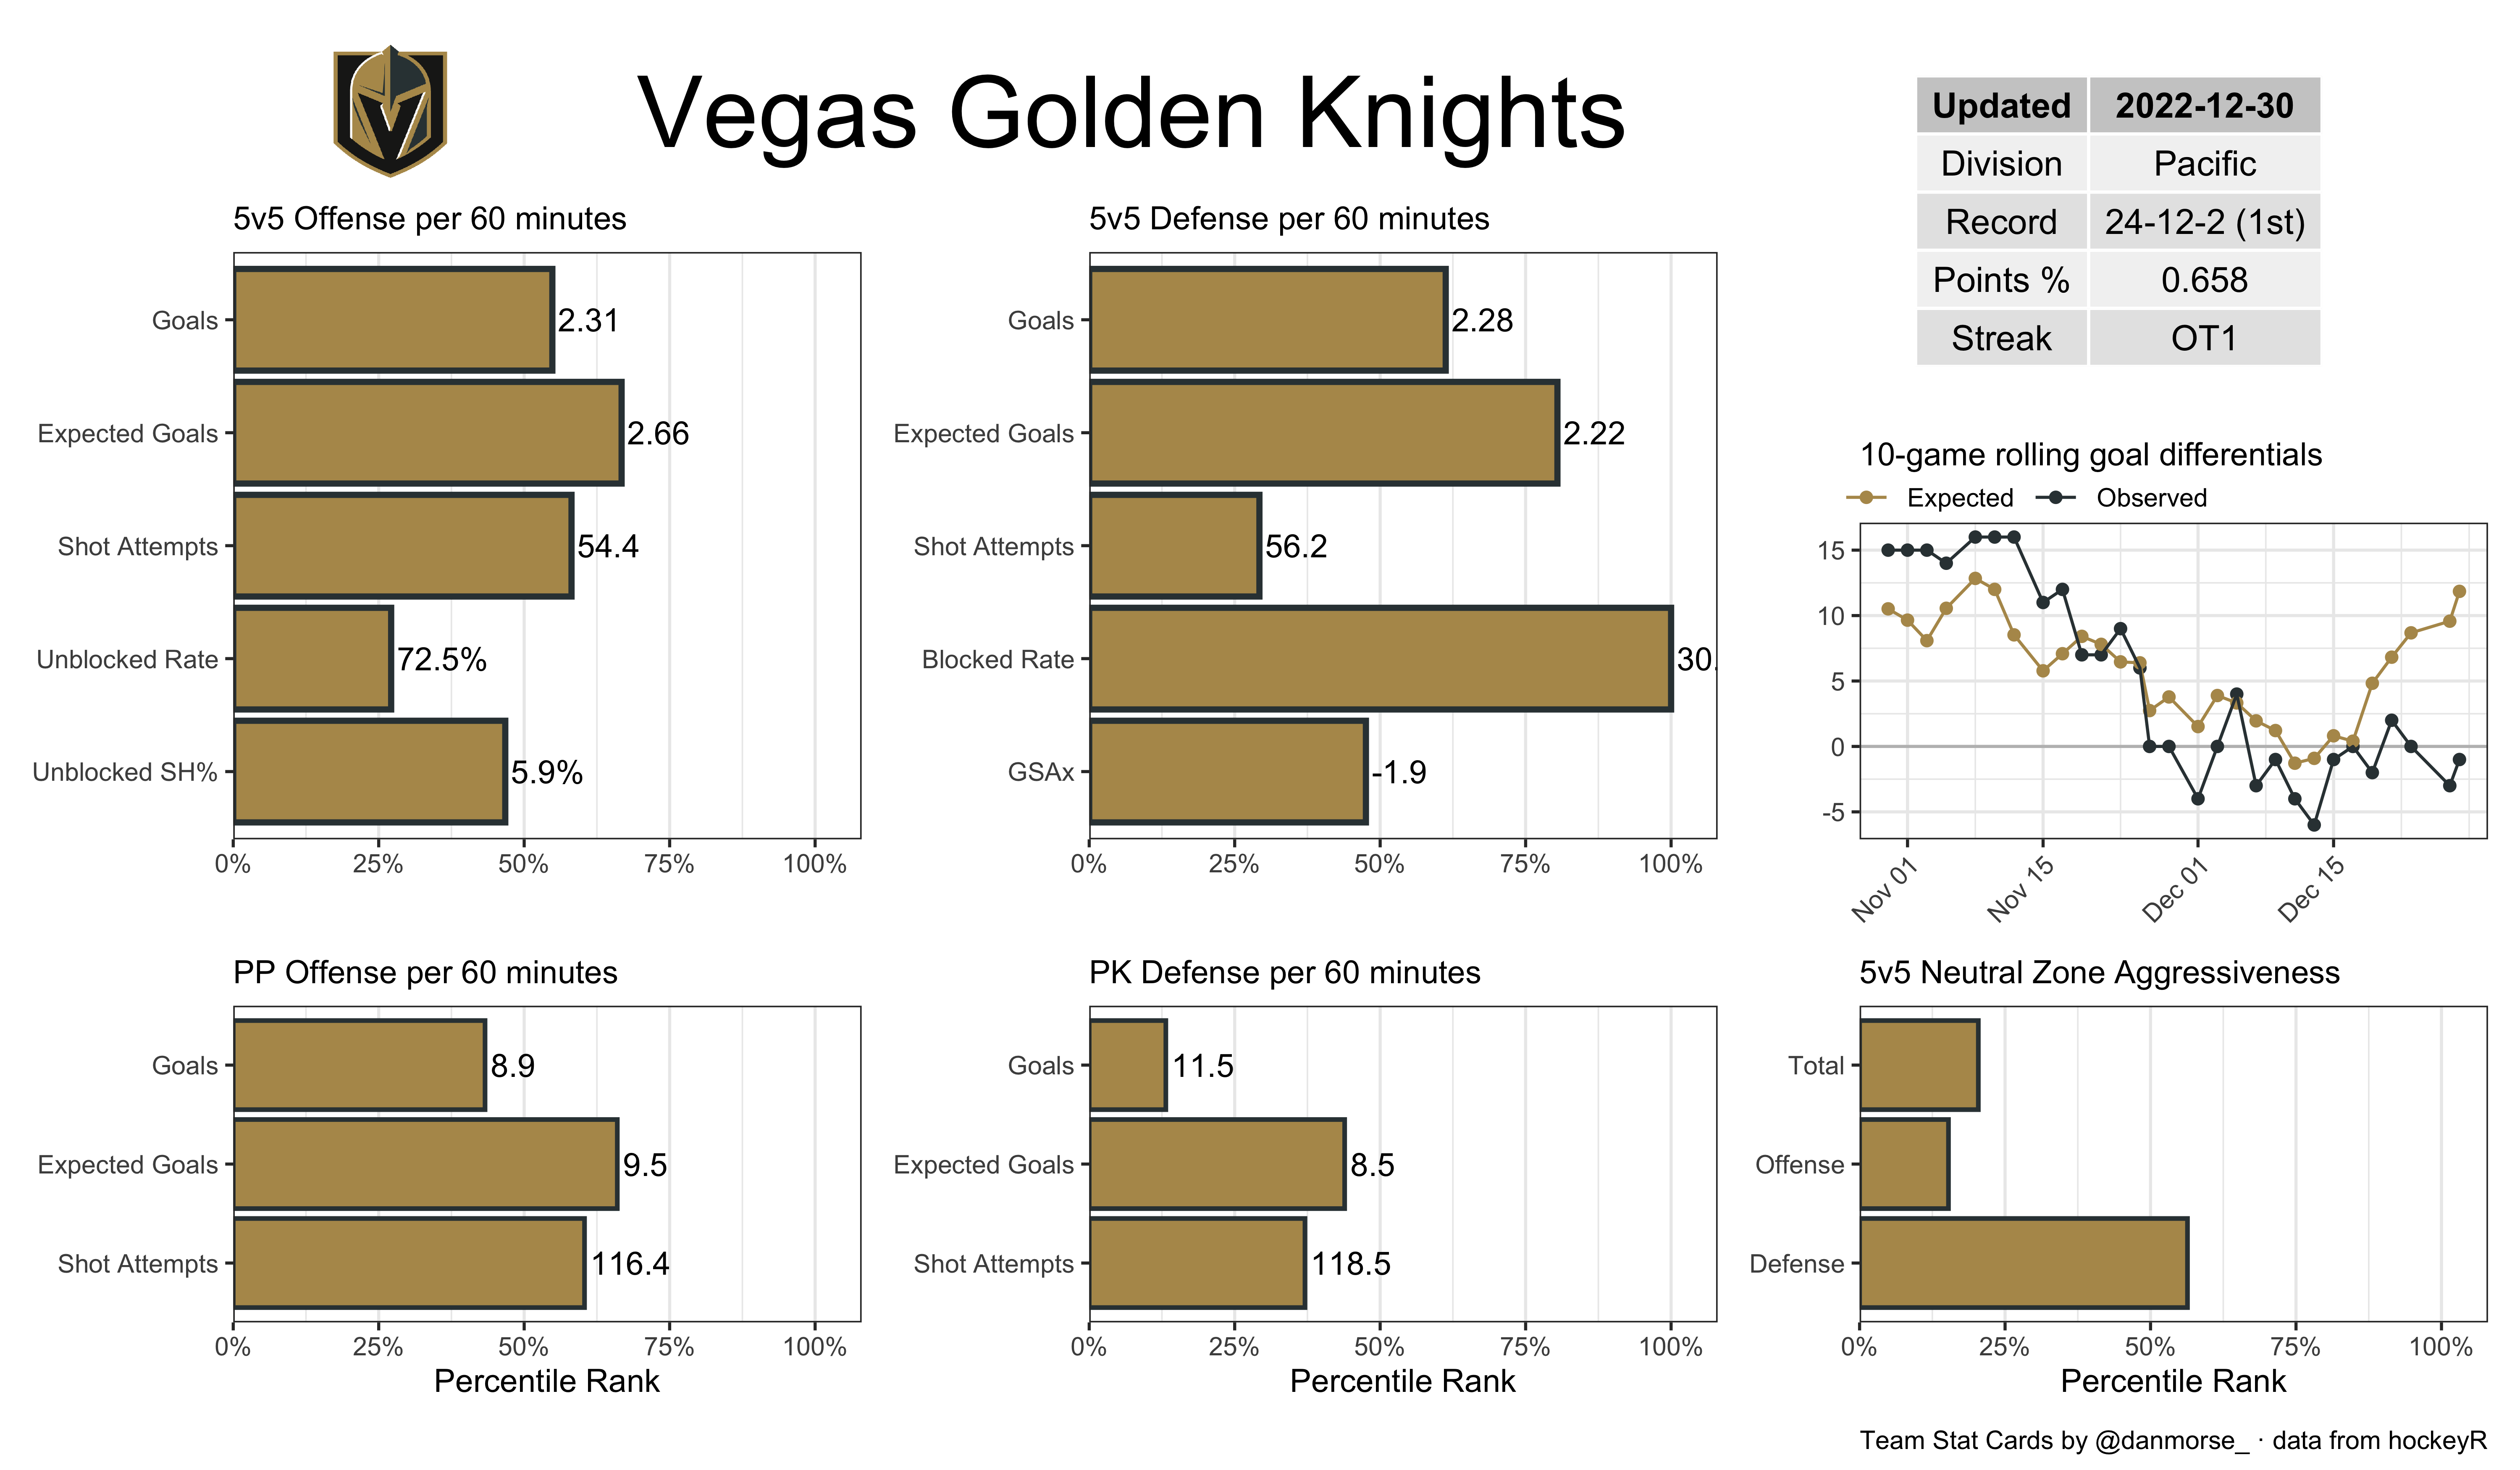 Vegas Golden Knights
Updated 2022-12-30
Division Pacific
Record 24-12-2 (1st)
Points % 0.658
Streak OT1
5v5 Offense per 60 minutes
Goals 2.31
Expected Goals 2.66
Shot Attempts 54.4
Unblocked Rate 72.5%
Unblocked SH% 5.9%
0% 25% 50% 75% 100%
5v5 Defense per 60 minutes
Goals 2.28
Expected Goals 2.22
Shot Attempts 56.2
Blocked Rate 30.
GSAx -1.9
0% 25% 50% 75% 100%
10-game rolling goal differentials
Expected Observed
15
10
5
0
-5
Nov 01 Nov 15 Dec 01 Dec 15
PP Offense per 60 minutes
Goals 8.9
Expected Goals 9.5
Shot Attempts 116.4
0% 25% 50% 75% 100%
Percentile Rank
PK Defense per 60 minutes
Goals 11.5
Expected Goals 8.5
Shot Attempts 118.5
0% 25% 50% 75% 100%
Percentile Rank
5v5 Neutral Zone Aggressiveness
Total
Offense
Defense
0% 25% 50% 75% 100%
Percentile Rank
Team Stat Cards by @danmorse_ · data from hockeyR